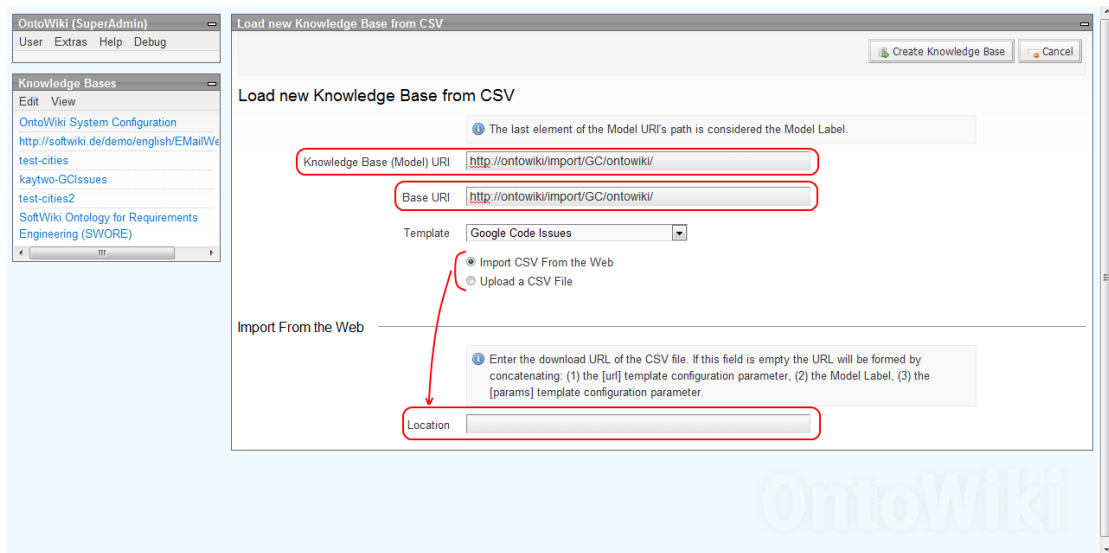 OntoWiki (SuperAdmin)
User Extras Help Debug
Knowledge Bases
Edit View
OntoWiki System Configuration
http://softwiki.de/demo/english/EMailWe
test-cities
kaytwo-GCIssues
test-cities2
SoftWiki Ontology for Requirements
Engineering (SWORE)
Load new Knowledge Base from CSV
Create Knowledge Base
Cancel
Load new Knowledge Base from CSV
The last element of the Model URI's path is considered the Model Label.
Knowledge Base (Model) URI http://ontowiki/import/GC/ontowiki/
Base URI http://ontowiki/import/GC/ontowiki/
Template Google Code Issues
Import CSV From the Web
Upload a CSV File
Import From the Web
Enter the download URL of the CSV file. If this field is empty the URL will be formed by
concatenating: (1) the [url] template configuration parameter, (2) the Model Label, (3) the
[params] template configuration parameter.
Location
OntoWiki